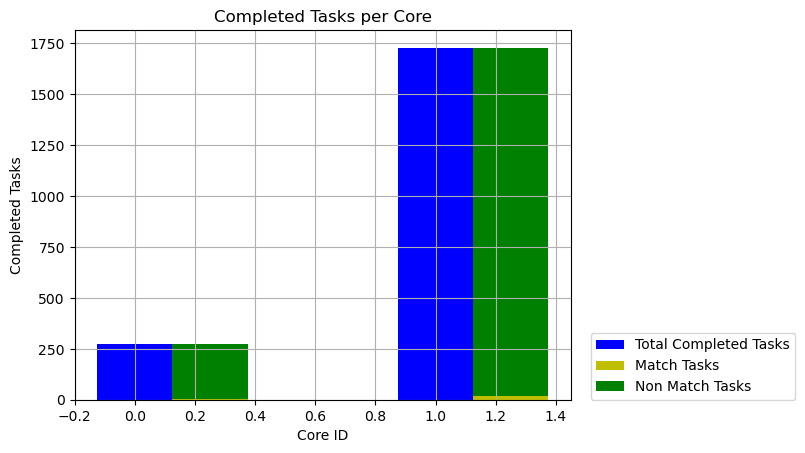 Completed Tasks per Core
Completed Tasks
1750
1500
1250
1000
750
500
250
0
−0.2 0.0 0.2 0.4 0.6 0.8 1.0 1.2 1.4
Core ID
Total Completed Tasks
Match Tasks
Non Match Tasks